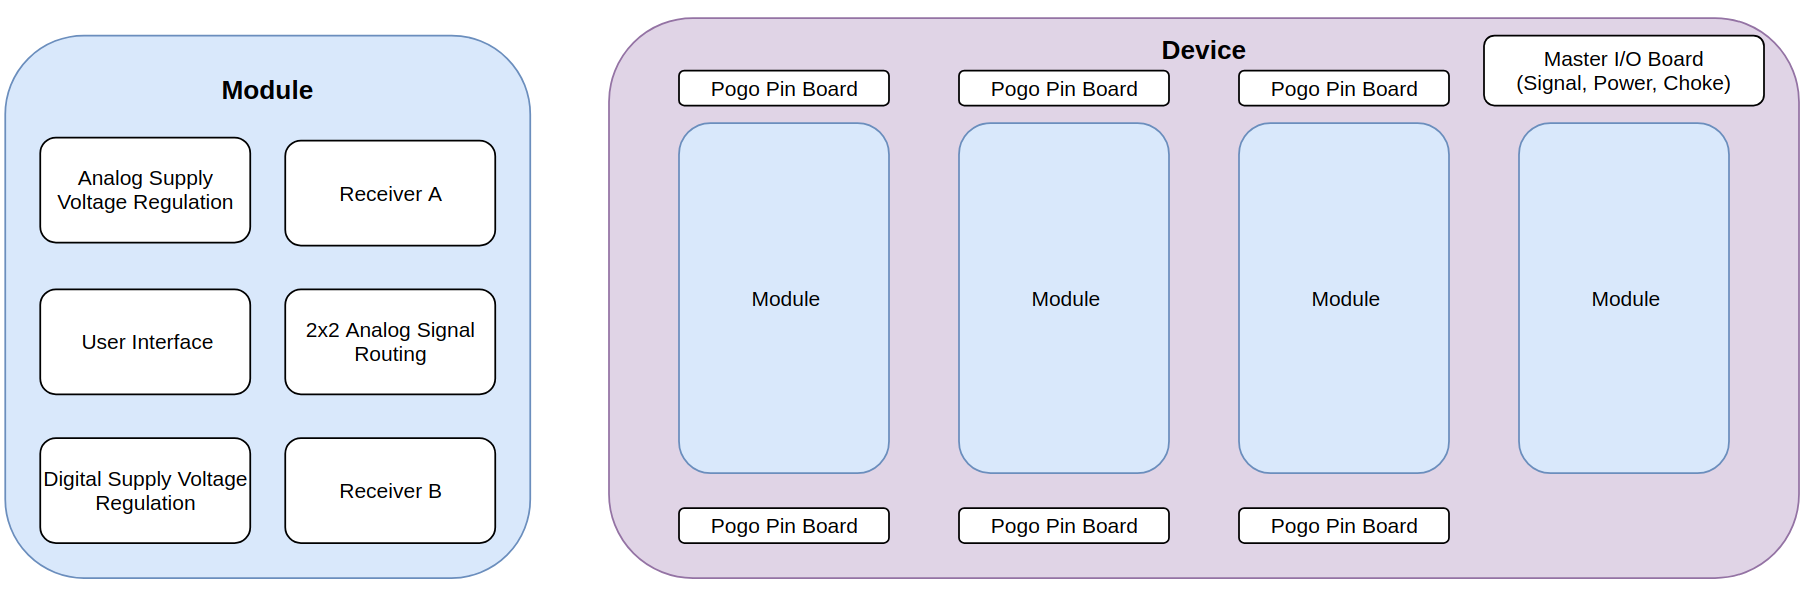 Module
Analog Supply
Voltage Regulation
Receiver A
User Interface
2x2 Analog Signal
Routing
Digital Supply Voltage
Regulation
Receiver B
Device
Pogo Pin Board
Pogo Pin Board
Pogo Pin Board
Master I/O Board
(Signal, Power, Choke)
Module
Module
Module
Module
Pogo Pin Board
Pogo Pin Board
Pogo Pin Board